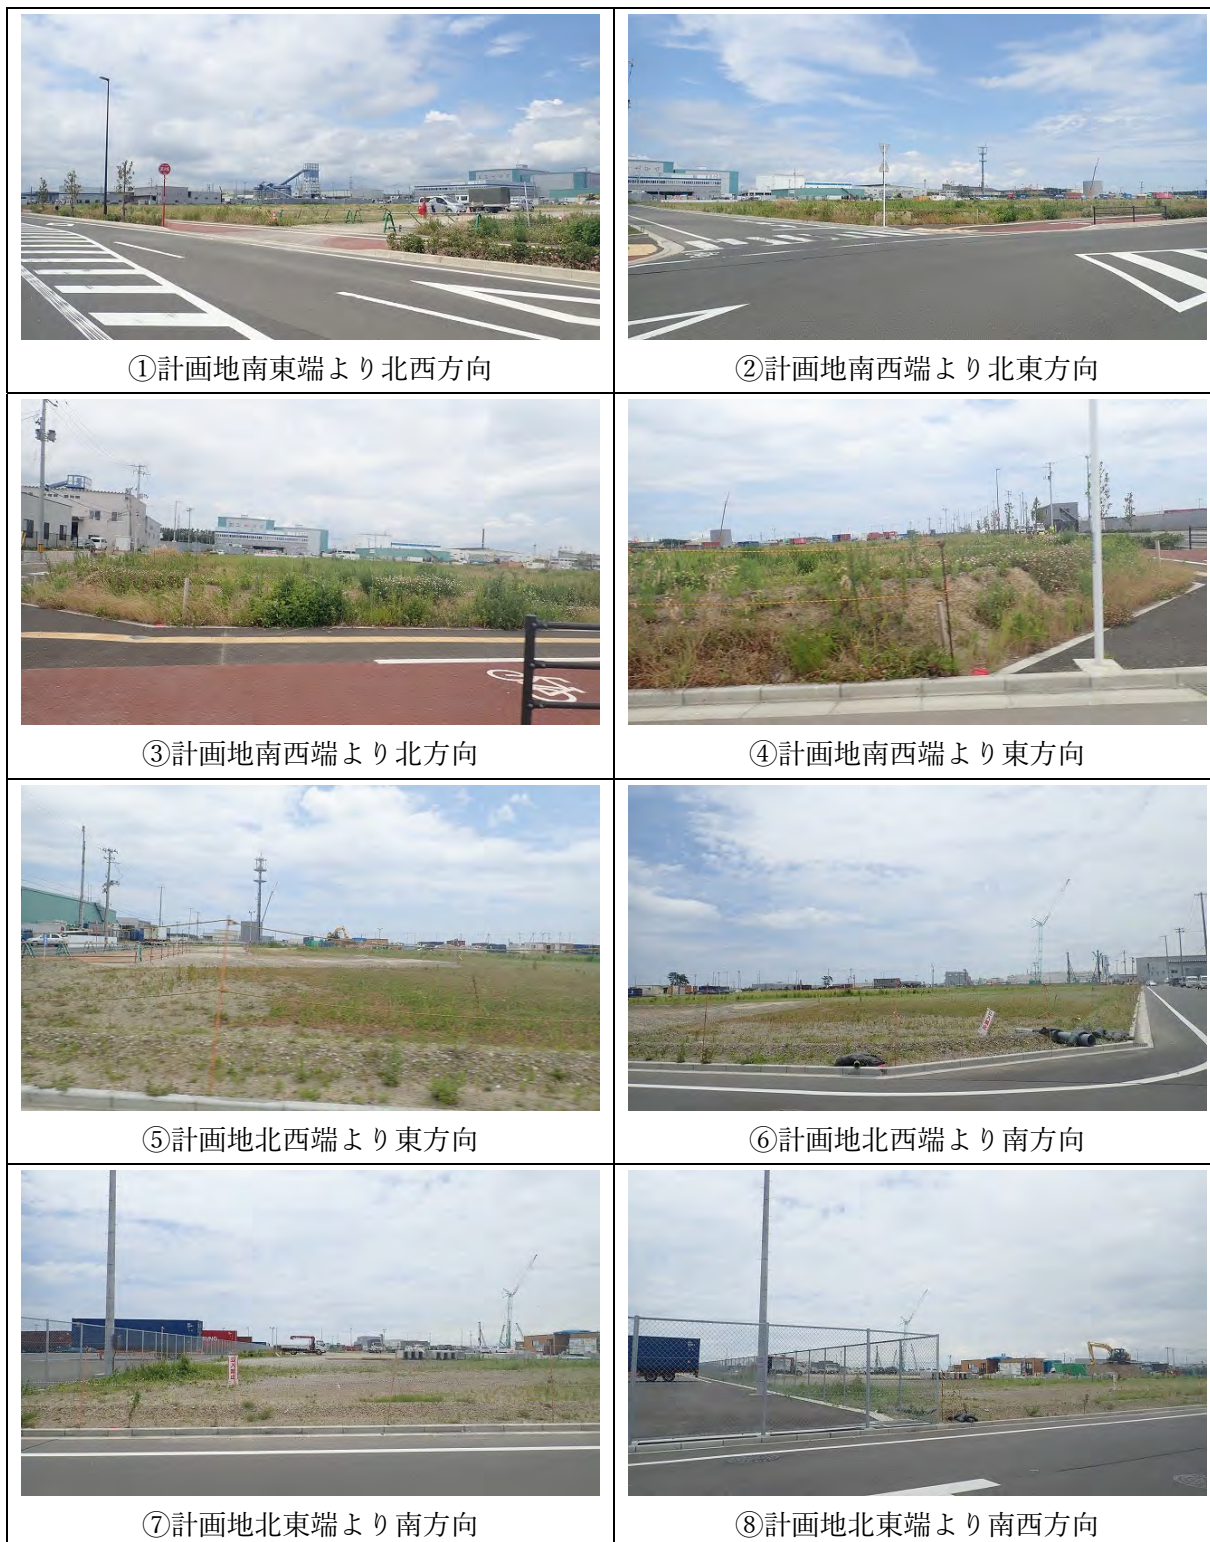 ①計画地南東端より北西方向
②計画地南西端より北東方向
③計画地南西端より北方向
④計画地南西端より東方向
⑤計画地北西端より東方向
⑥計画地北西端より南方向
⑦計画地北東端より南方向
⑧計画地北東端より南西方向